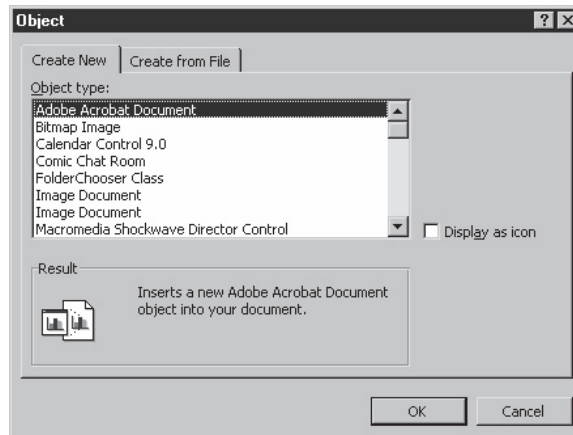 Object
Create New Create from File
Object type:
Adobe Acrobat Document
Bitmap Image
Calendar Control 9.0
Comic Chat Room
FolderChooser Class
Image Document
Image Document
Macromedia Shockwave Director Control
Display as icon
Result
Inserts a new Adobe Acrobat Document
object into your document.
OK Cancel